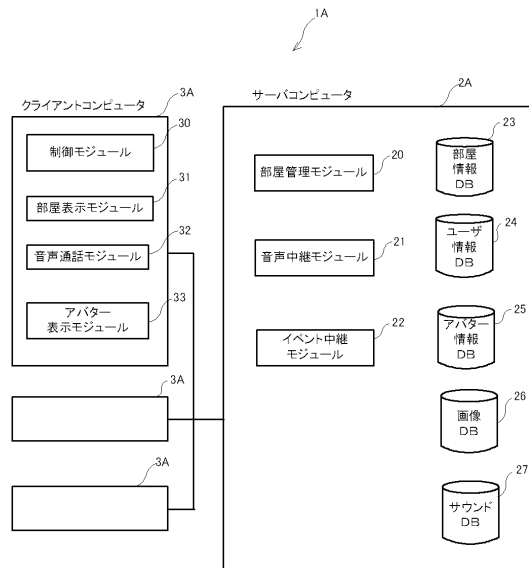 1A
クライアントコンピュータ
3A
制御モジュール
30
部屋表示モジュール
31
音声通話モジュール
32
アバター
表示モジュール
33
3A
3A
サーバコンピュータ
2A
部屋管理モジュール
20
音声中継モジュール
21
イベント中継
モジュール
22
部屋
情報
DB
23
ユーザ
情報
DB
24
アバター
情報
DB
25
画像
DB
26
サウンド
DB
27